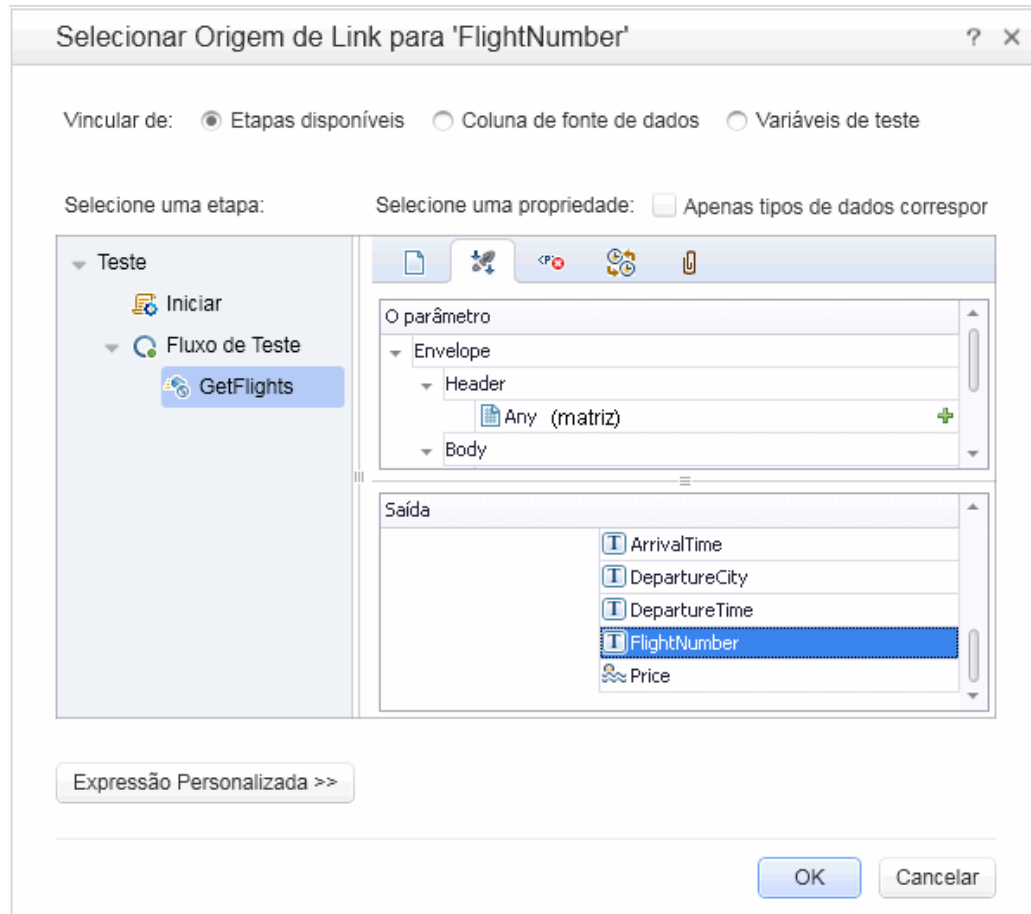 Selecionar Origem de Link para 'FlightNumber' ? ×
Vincular de: Etapas disponíveis Coluna de fonte de dados Variáveis de teste
Selecione uma etapa: Selecione uma propriedade: Apenas tipos de dados correspor
Teste
Iniciar
Fluxo de Teste
GetFlights
<P>
O parâmetro
Envelope
Header
Any (matriz)
Body
Saída
T ArrivalTime
T DepartureCity
T DepartureTime
T FlightNumber
Price
Expressão Personalizada >>
OK Cancelar